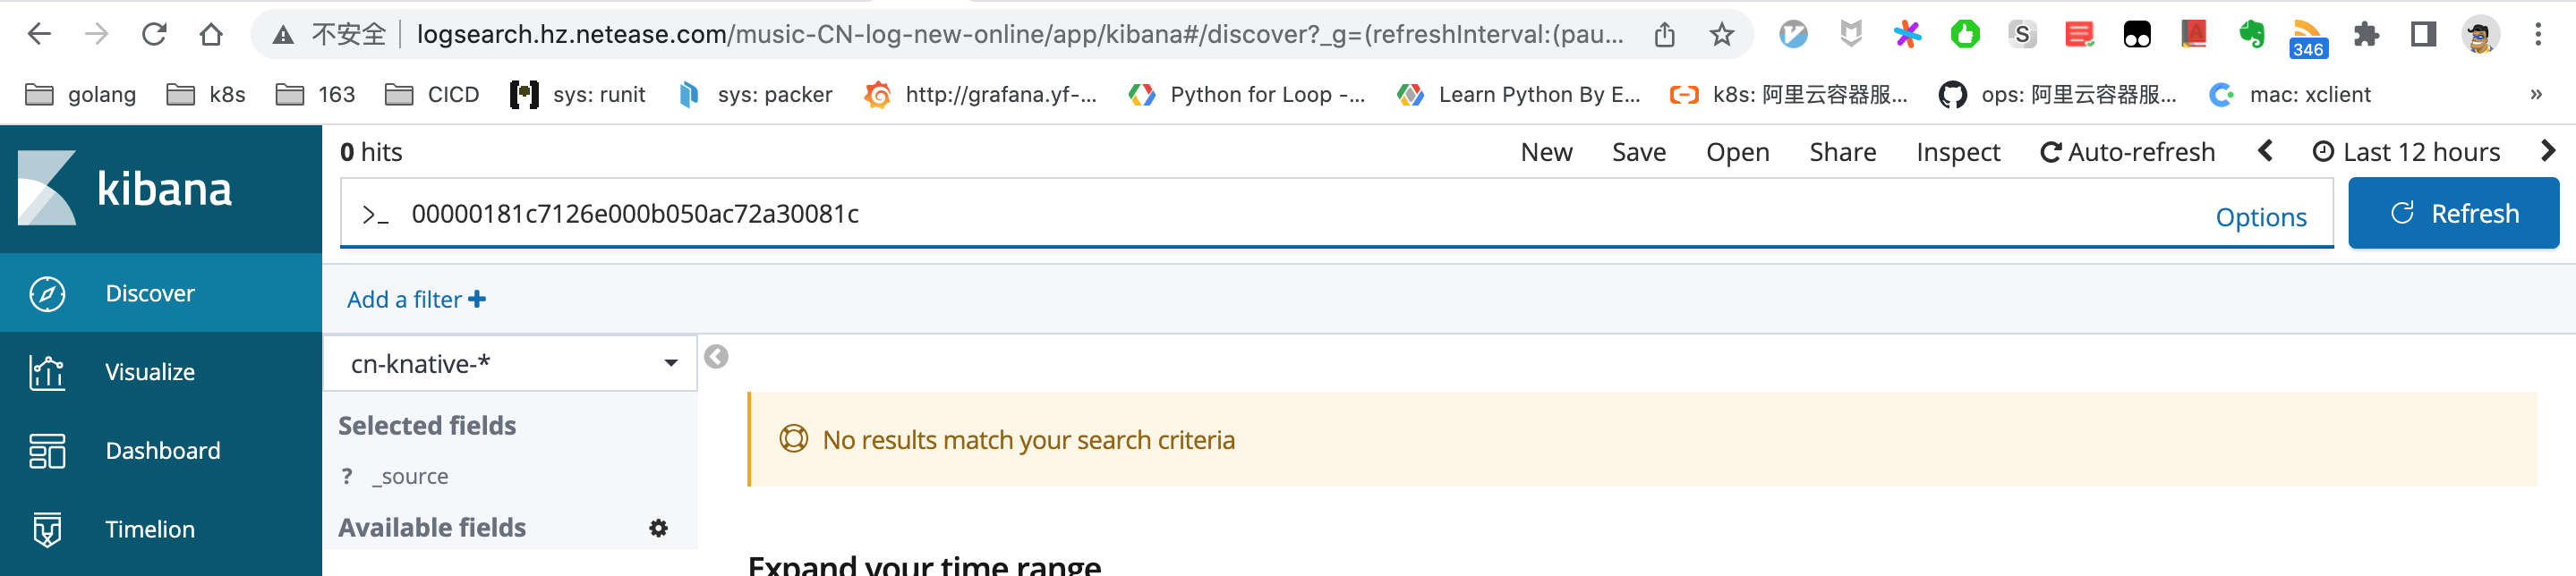 不安全 logsearch.hz.netease.com/music-CN-log-new-online/app/kibana#/discover?_g=(refreshInterval:(pau...
346
golang k8s 163 CICD sys: runit sys: packer http://grafana.yf-... Python for Loop -... Learn Python By E... k8s: 阿里云容器服... ops: 阿里云容器服... mac: xclient »
kibana
Discover
Visualize
Dashboard
Timelion
0 hits New Save Open Share Inspect Auto-refresh Last 12 hours
>_ 00000181c7126e000b050ac72a30081c Options Refresh
Add a filter +
cn-knative-*
Selected fields
? _source
Available fields
No results match your search criteria
Expand your time range